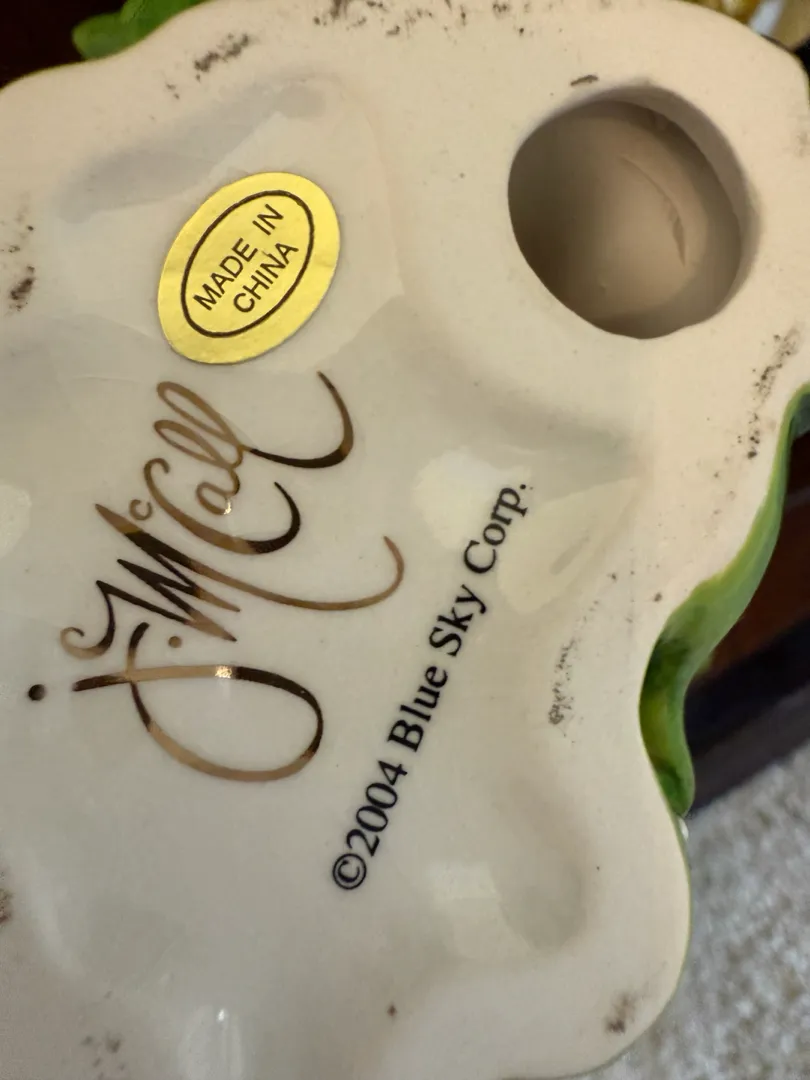 MADE IN
CHINA
J. McCall
©2004 Blue Sky Corp.